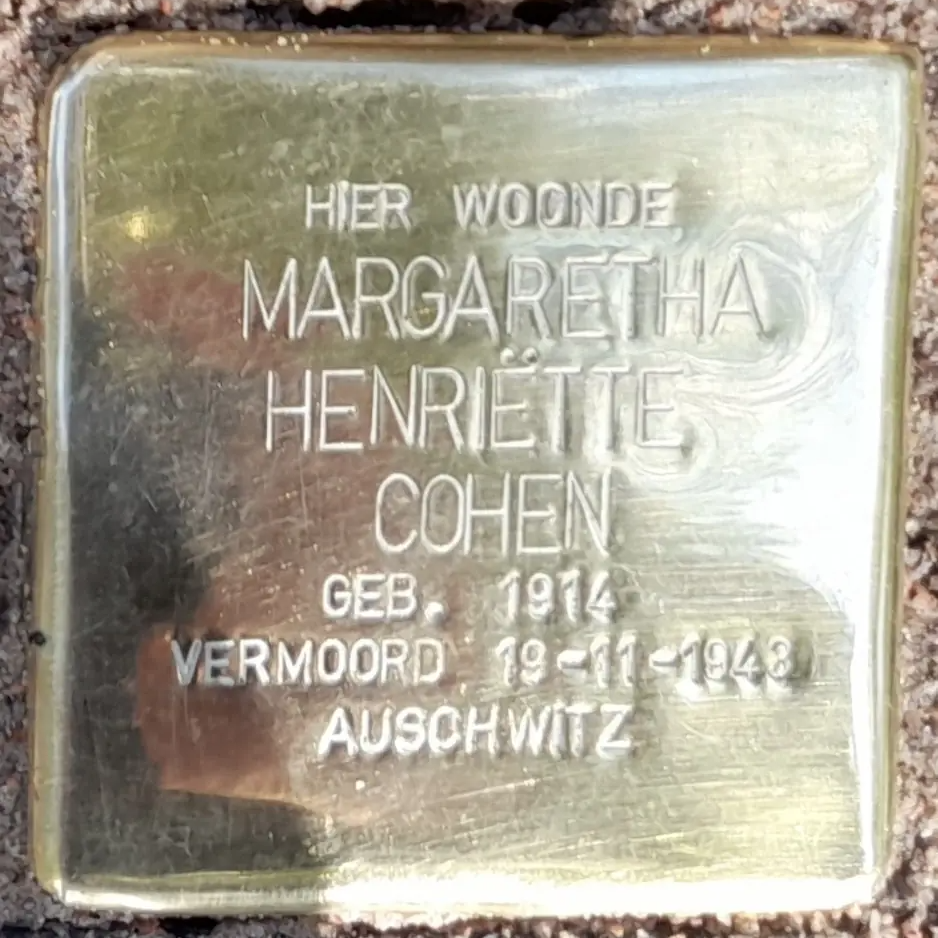 HIER WOONDE
MARGARETHA
HENRIËTTE
COHEN
GEB. 1914
VERMOORD 19-11-1943
AUSCHWITZ